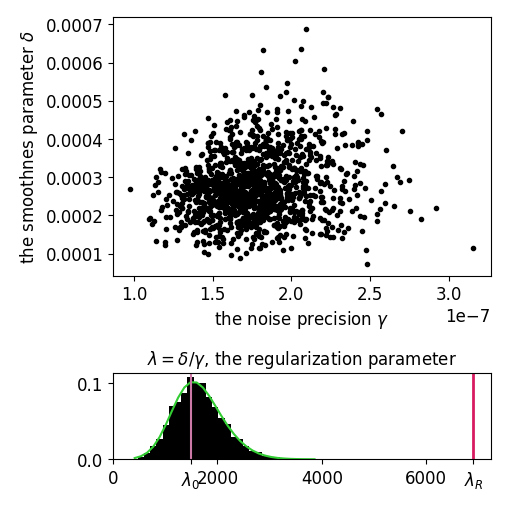 0.0007
0.0006
0.0005
0.0004
0.0003
0.0002
0.0001
the smoothnes parameter δ
1.0 1.5 2.0 2.5 3.0
the noise precision γ
1e−7
λ = δ/γ, the regularization parameter
0.1
0.0
0 λ₀ 2000 4000 6000 λ_R